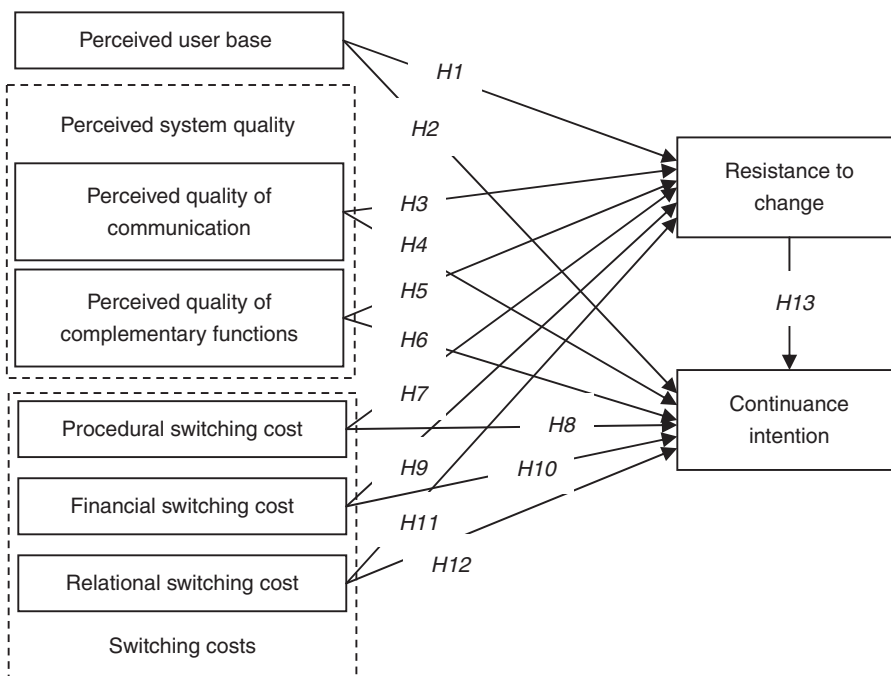 Perceived user base
Perceived system quality
Perceived quality of
communication
Perceived quality of
complementary functions
Procedural switching cost
Financial switching cost
Relational switching cost
Switching costs
H1
H2
H3
H4
H5
H6
H7
H8
H9
H10
H11
H12
Resistance to
change
H13
Continuance
intention